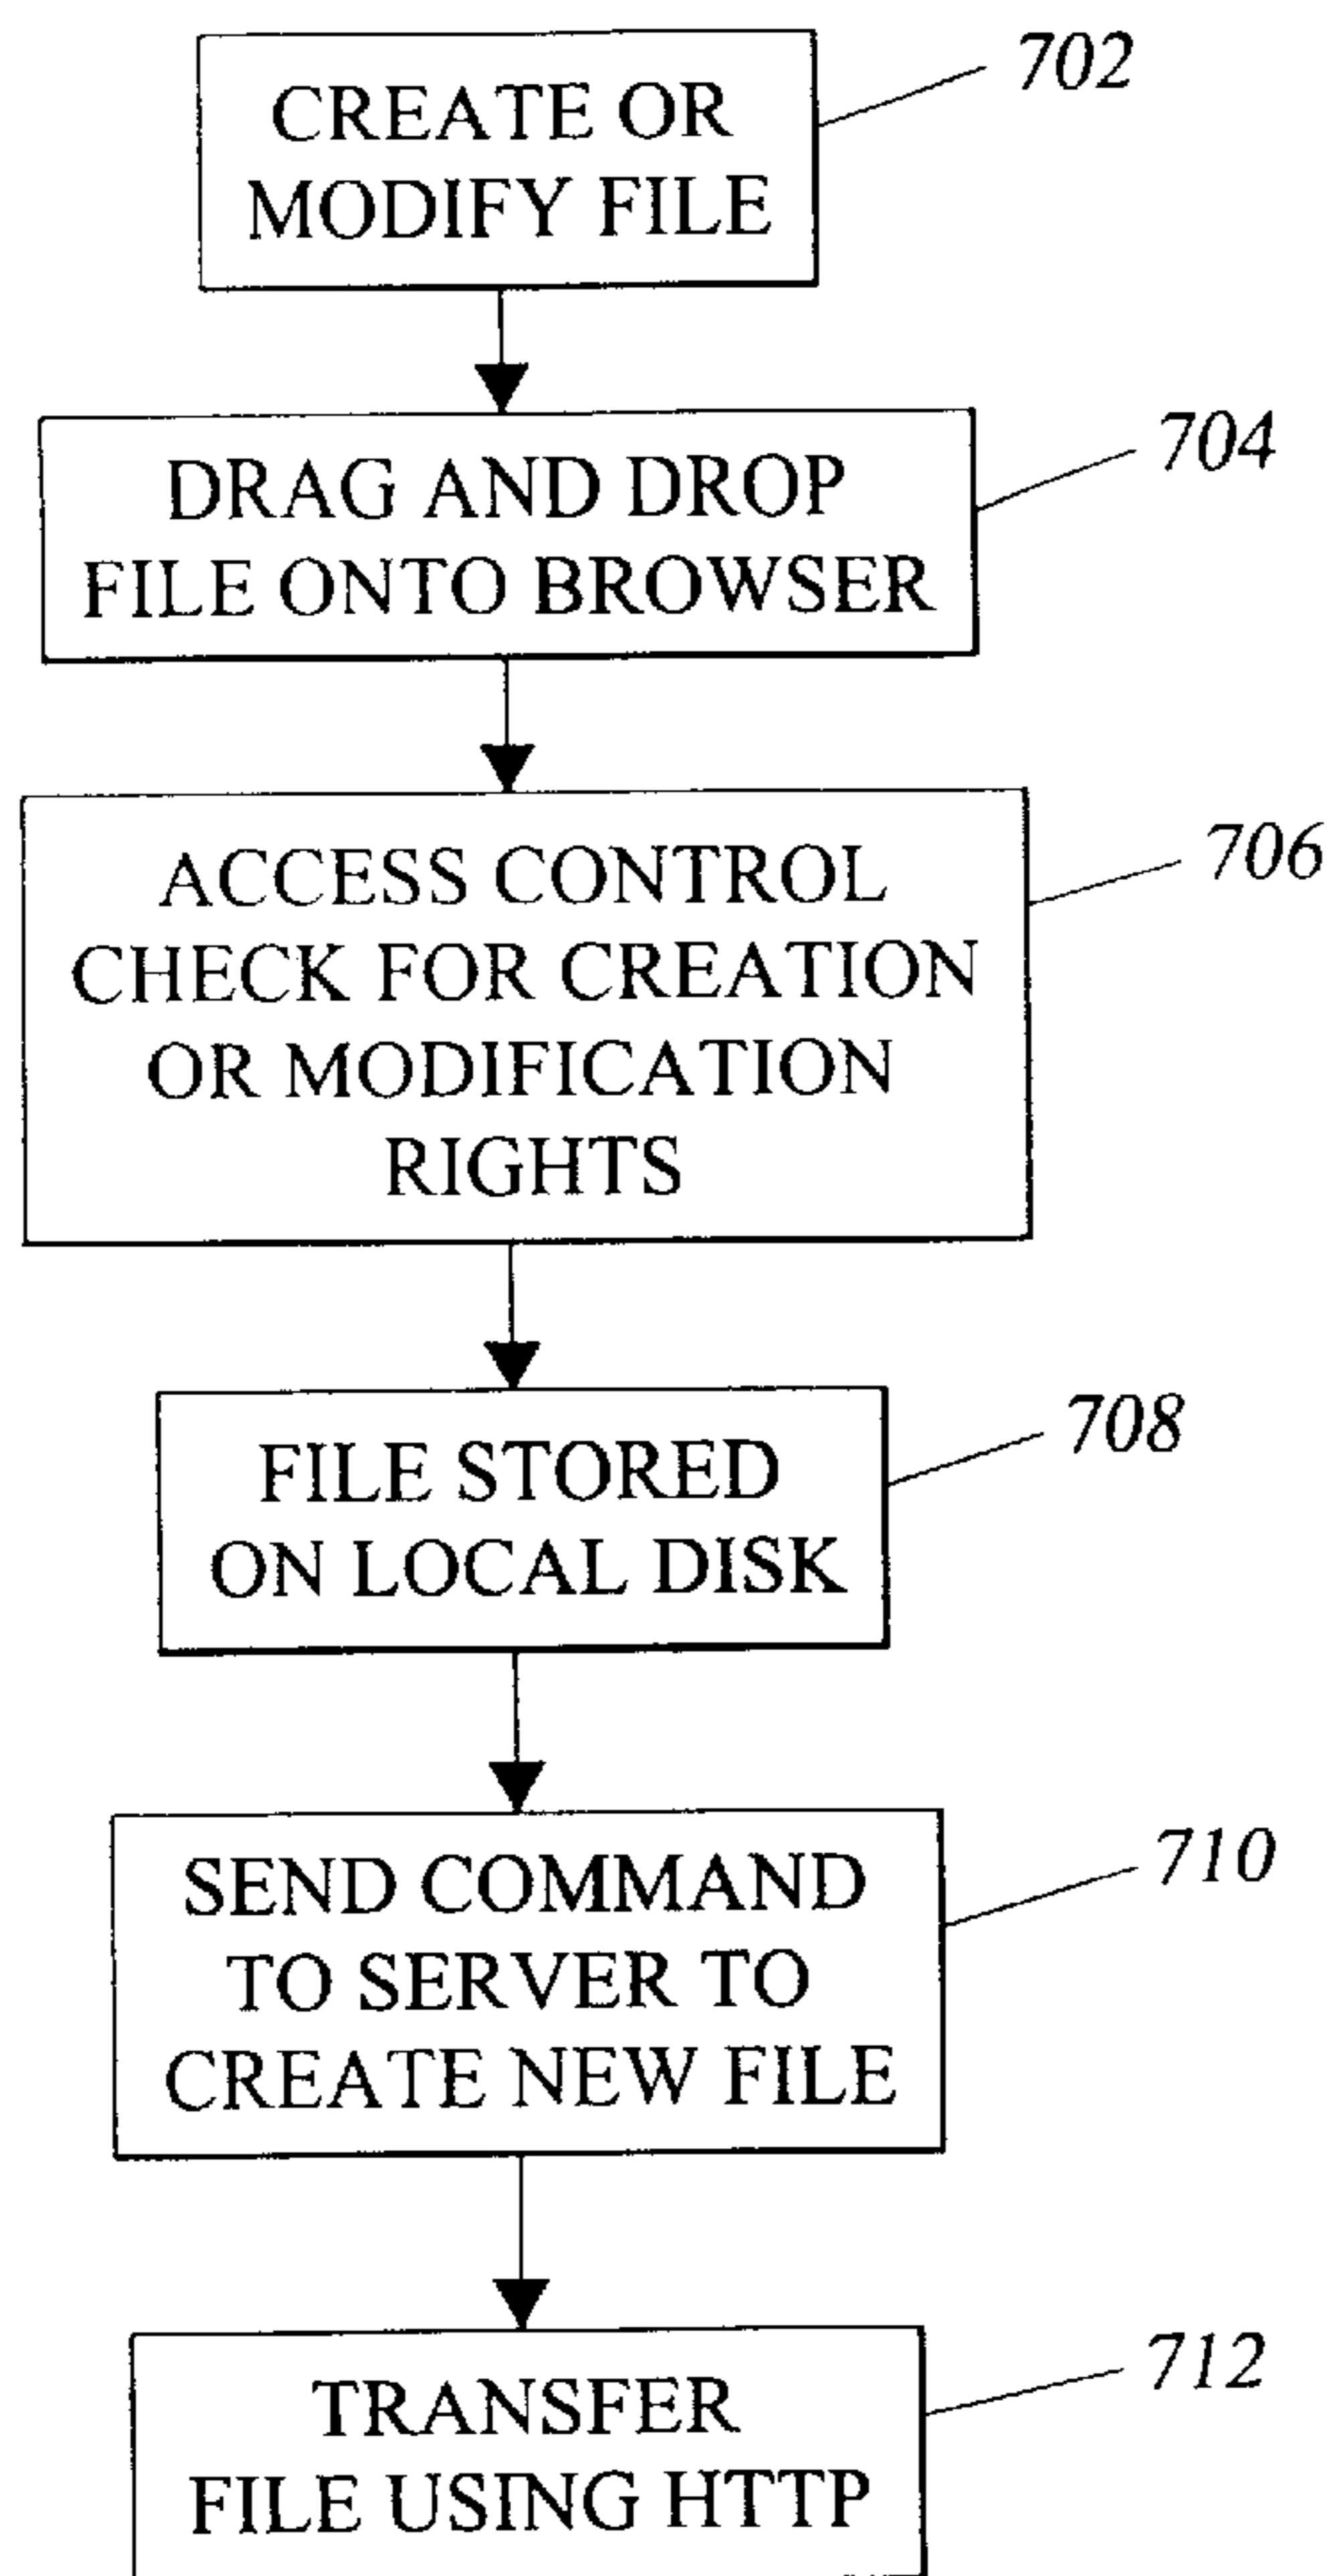 CREATE OR
MODIFY FILE
702
DRAG AND DROP
FILE ONTO BROWSER
704
ACCESS CONTROL
CHECK FOR CREATION
OR MODIFICATION
RIGHTS
706
FILE STORED
ON LOCAL DISK
708
SEND COMMAND
TO SERVER TO
CREATE NEW FILE
710
TRANSFER
FILE USING HTTP
712